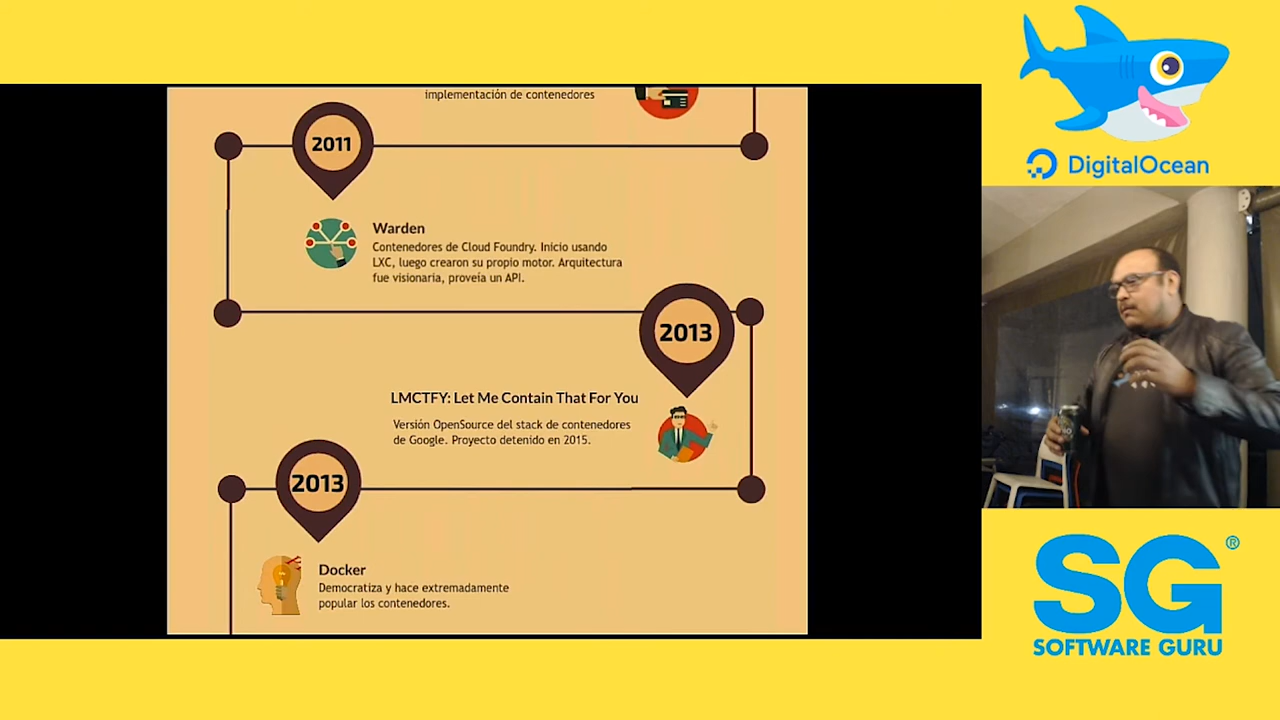 implementación de contenedores
2011
Warden
Contenedores de Cloud Foundry. Inicio usando
LXC, luego crearon su propio motor. Arquitectura
fue visionaria, proveía un API.
2013
LMCTFY: Let Me Contain That For You
Versión OpenSource del stack de contenedores
de Google. Proyecto detenido en 2015.
2013
Docker
Democratiza y hace extremadamente
popular los contenedores.
DigitalOcean
SG®
SOFTWARE GURU